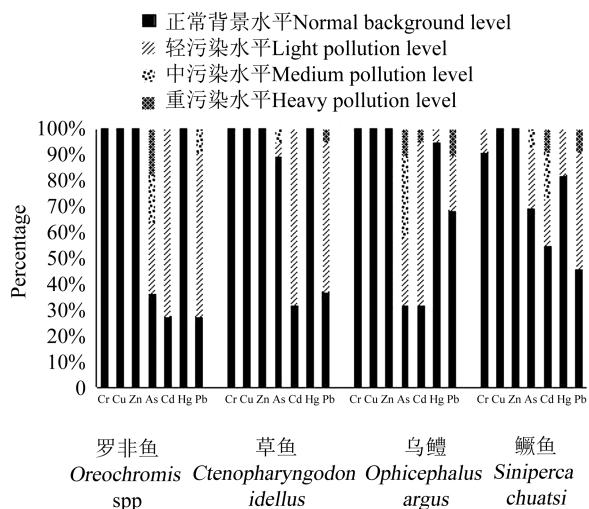 正常背景水平Normal background level
轻污染水平Light pollution level
中污染水平Medium pollution level
重污染水平Heavy pollution level
100%
90%
80%
70%
60%
50%
40%
30%
20%
10%
0
Percentage
Cr Cu Zn As Cd Hg Pb Cr Cu Zn As Cd Hg Pb Cr Cu Zn As Cd Hg Pb Cr Cu Zn As Cd Hg Pb
罗非鱼 草鱼 乌鳢 鳜鱼
Oreochromis Ctenopharyngodon Ophicephalus Siniperca
spp idellus argus chuatsi